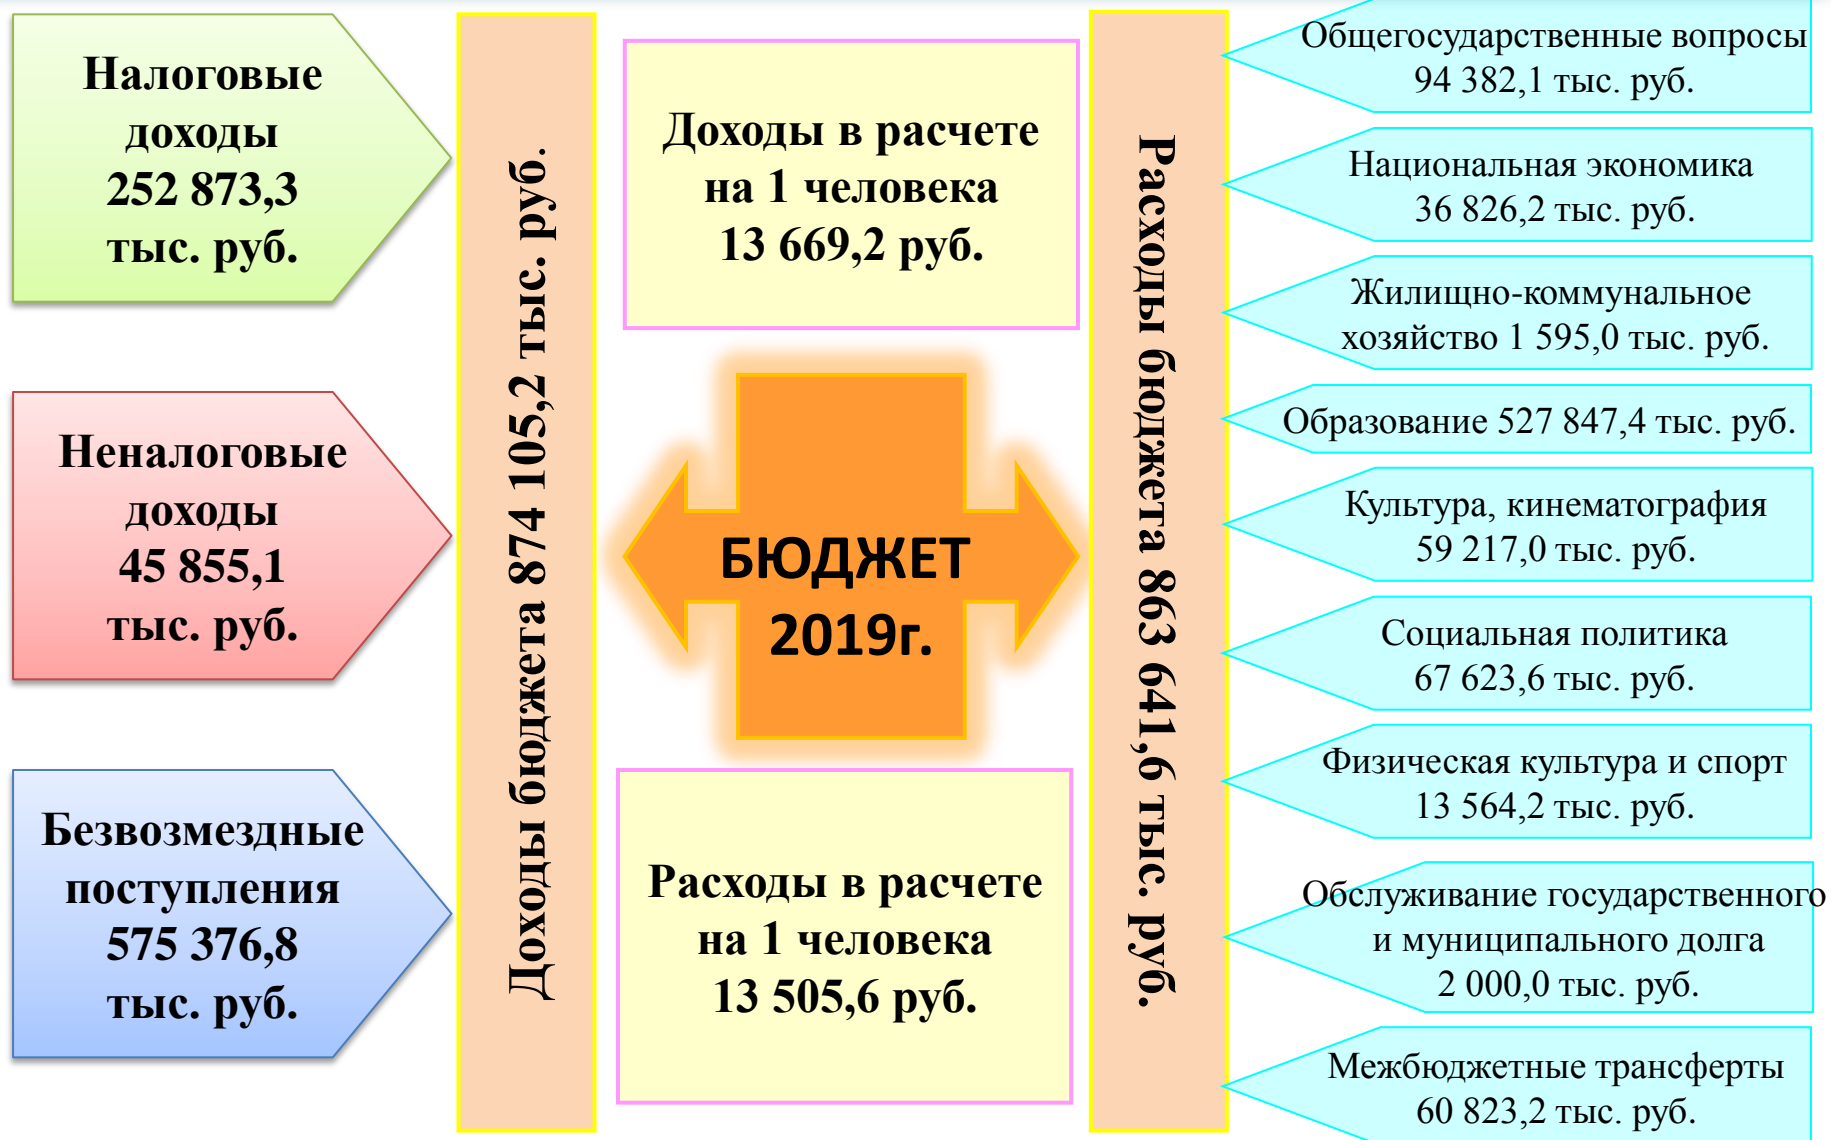 Налоговые
доходы
252 873,3
тыс. руб.
Неналоговые
доходы
45 855,1
тыс. руб.
Безвозмездные
поступления
575 376,8
тыс. руб.
Доходы бюджета 874 105,2 тыс. руб.
Доходы в расчете
на 1 человека
13 669,2 руб.
БЮДЖЕТ
2019г.
Расходы в расчете
на 1 человека
13 505,6 руб.
Расходы бюджета 863 641,6 тыс. руб.
Общегосударственные вопросы
94 382,1 тыс. руб.
Национальная экономика
36 826,2 тыс. руб.
Жилищно-коммунальное
хозяйство 1 595,0 тыс. руб.
Образование 527 847,4 тыс. руб.
Культура, кинематография
59 217,0 тыс. руб.
Социальная политика
67 623,6 тыс. руб.
Физическая культура и спорт
13 564,2 тыс. руб.
Обслуживание государственного
и муниципального долга
2 000,0 тыс. руб.
Межбюджетные трансферты
60 823,2 тыс. руб.